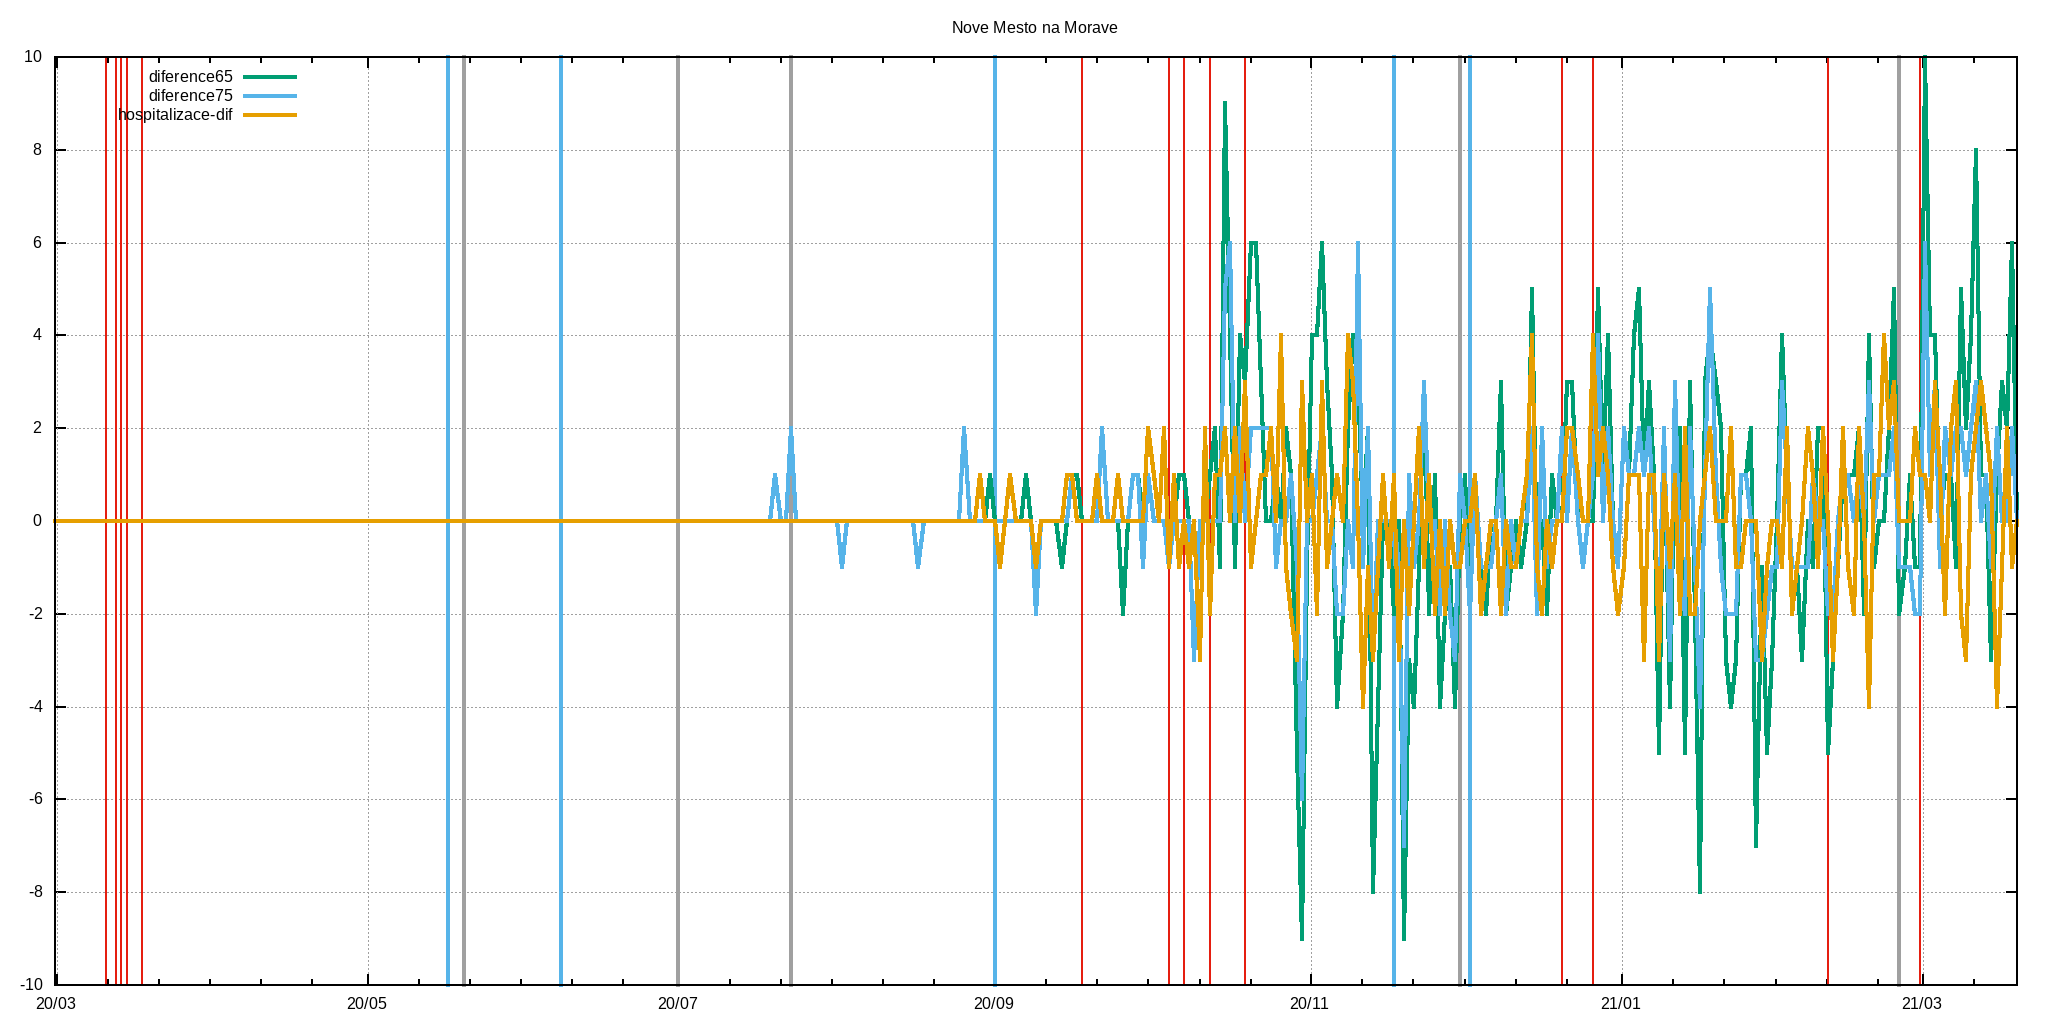 Nove Mesto na Morave
10
diference65
diference75
hospitalizace-dif
8
6
4
2
0
-2
-4
-6
-8
-10
20/03 20/05 20/07 20/09 20/11 21/01 21/03